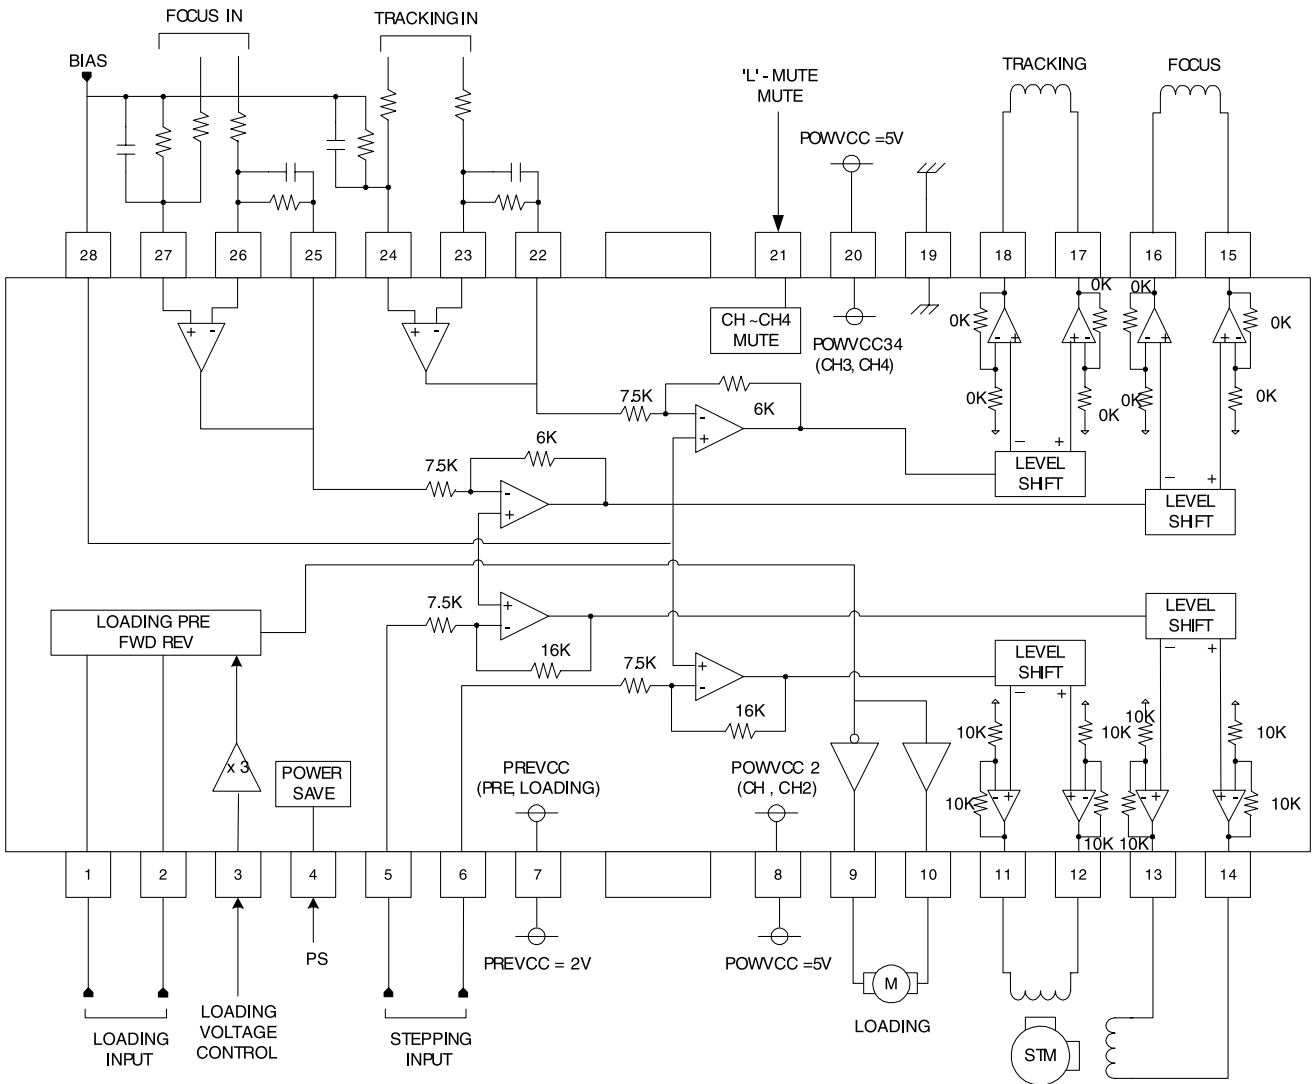 FOCUS IN
TRACKING IN
BIAS
'L' - MUTE
MUTE
TRACKING
FOCUS
POWVCC =5V
28
27
26
25
24
23
22
21
20
19
18
17
16
15
+
-
+
-
CH ~CH4
MUTE
POWVCC34
(CH3, CH4)
0K
0K
0K
0K
0K
0K
0K
0K
-
+
+
-
-
+
-
+
7.5K
6K
-
+
6K
7.5K
-
+
-
+
LEVEL
SHIFT
-
+
LEVEL
SHIFT
LOADING PRE
FWD REV
7.5K
+
-
16K
7.5K
+
-
16K
LEVEL
SHIFT
-
+
LEVEL
SHIFT
-
+
x 3
POWER
SAVE
PREVCC
(PRE, LOADING)
POWVCC 2
(CH , CH2)
10K
10K
10K
10K
10K
10K
10K
10K
-
+
+
-
-
+
+
-
1
2
3
4
5
6
7
8
9
10
11
12
13
14
PS
PREVCC = 2V
POWVCC =5V
M
LOADING
INPUT
LOADING
VOLTAGE
CONTROL
STEPPING
INPUT
LOADING
STM